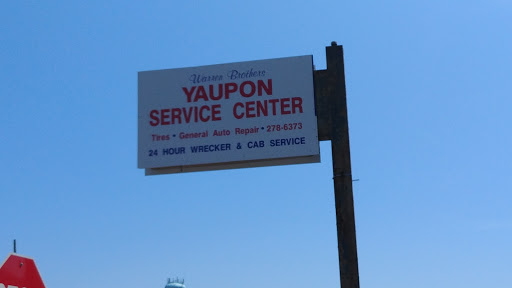 Warren Brothers
YAUPON
SERVICE CENTER
Tires • General Auto Repair • 278-6373
24 HOUR WRECKER & CAB SERVICE